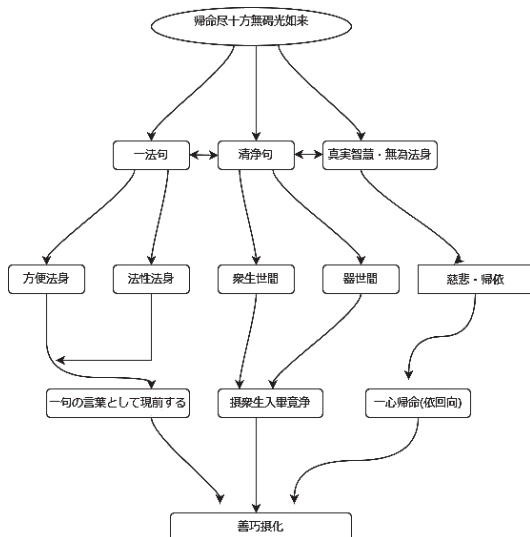 帰命尽十方無碍光如来
一法句
清浄句
真実智慧・無為法身
方便法身
法性法身
衆生世間
器世間
慈悲・帰依
一句の言葉として現前する
摂衆生入畢竟浄
一心帰命(依回向)
善巧摂化